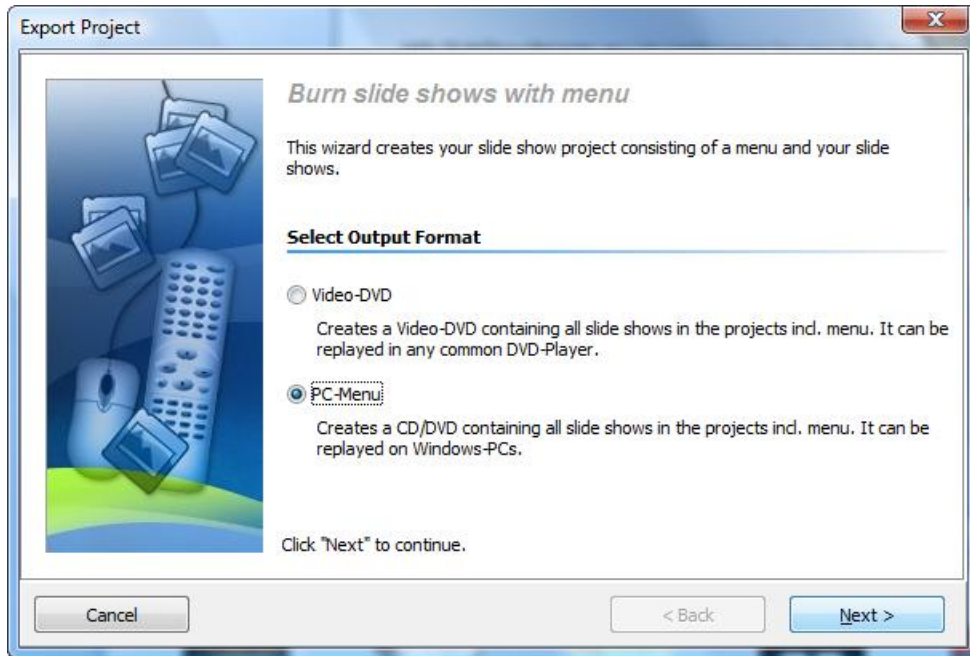 Export Project
Burn slide shows with menu
This wizard creates your slide show project consisting of a menu and your slide
shows.
Select Output Format
Video-DVD
Creates a Video-DVD containing all slide shows in the projects incl. menu. It can be
replayed in any common DVD-Player.
PC-Menu
Creates a CD/DVD containing all slide shows in the projects incl. menu. It can be
replayed on Windows-PCs.
Click "Next" to continue.
Cancel
< Back
Next >